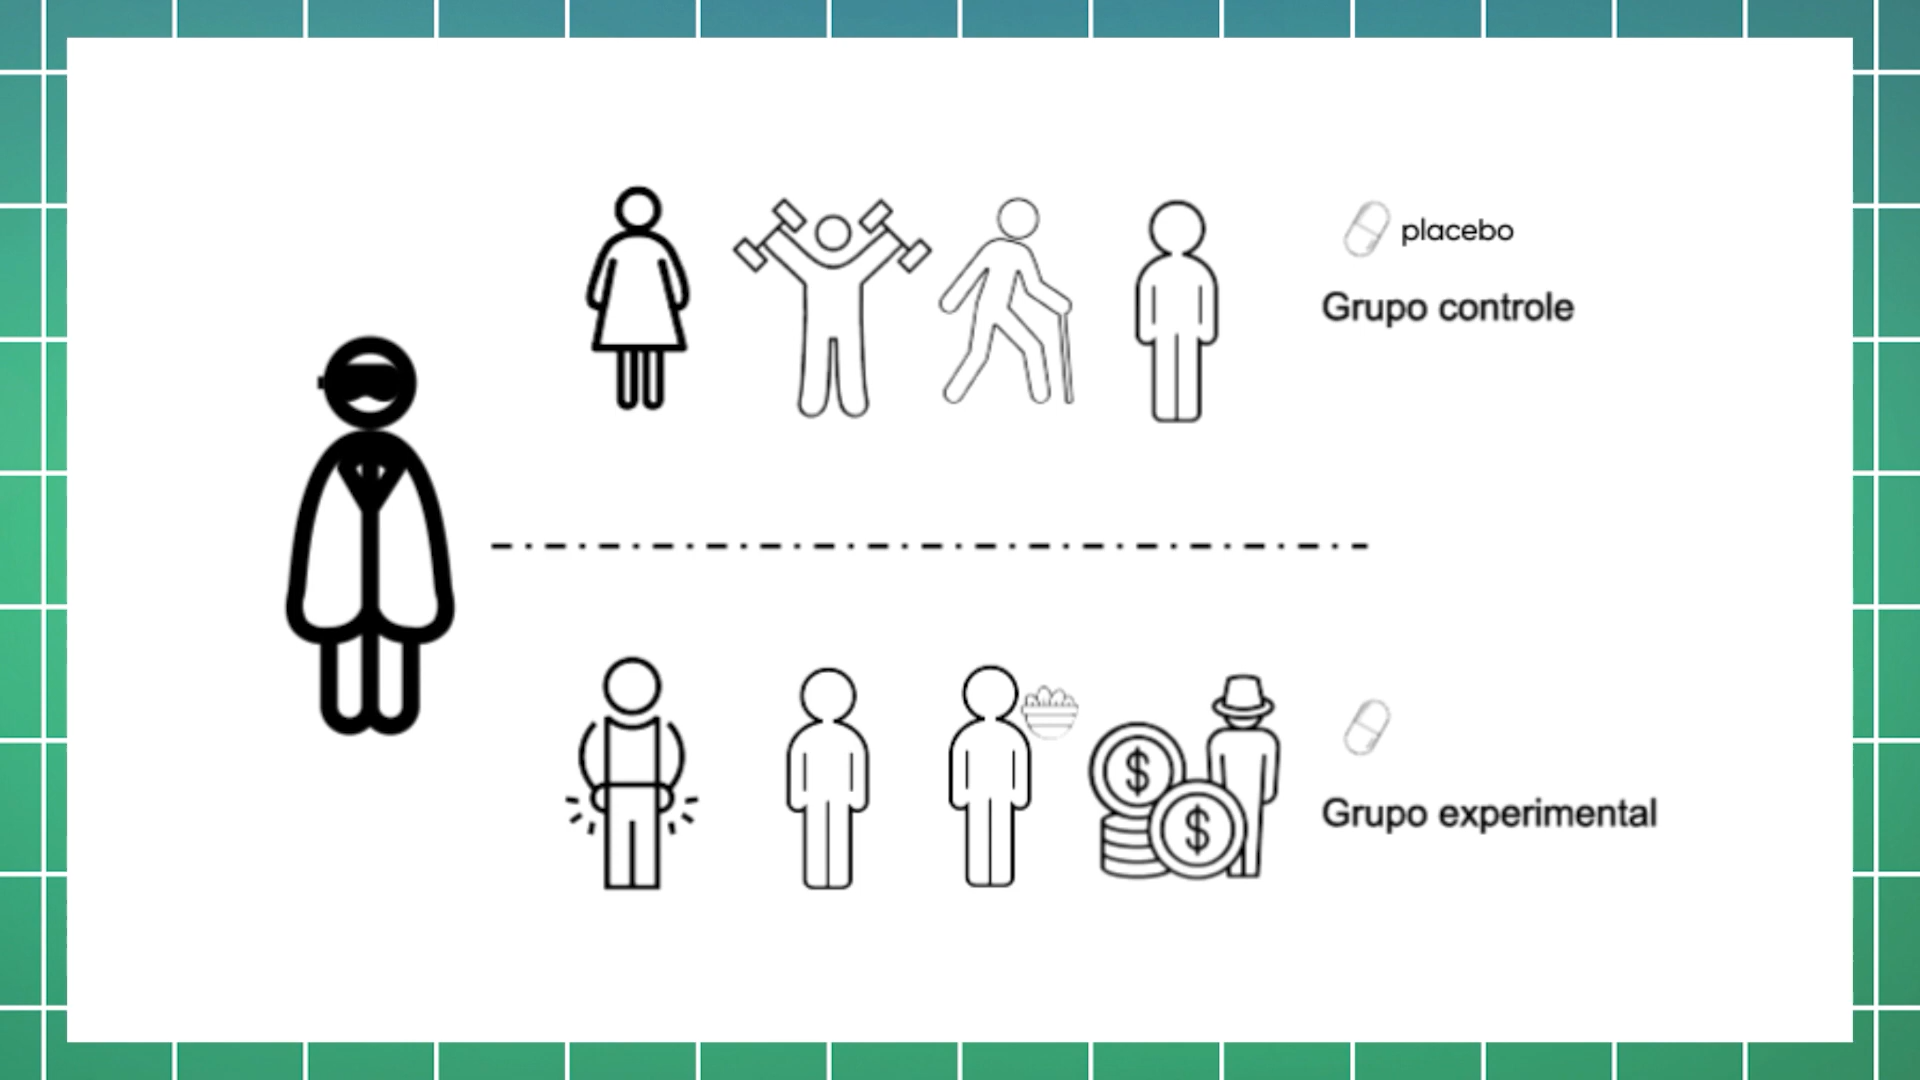 placebo
Grupo controle
$
$
Grupo experimental